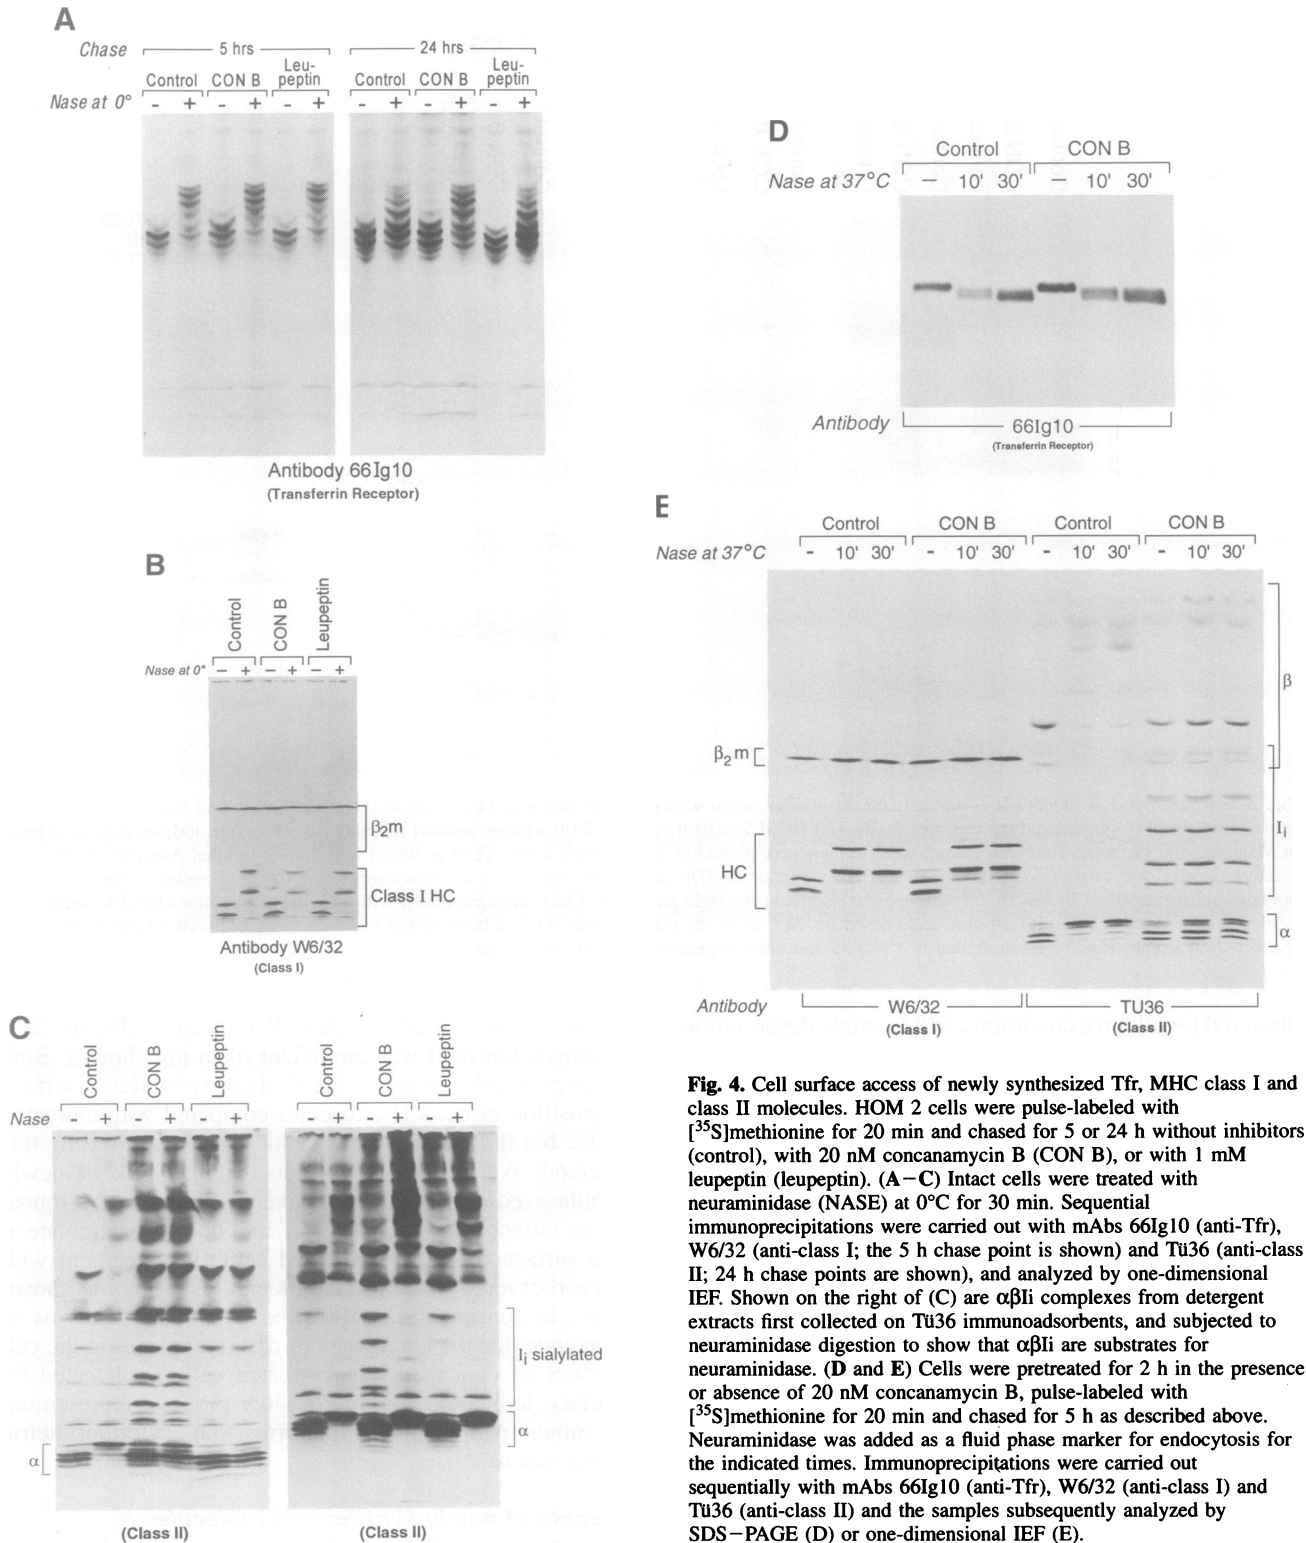 A
Chase 5 hrs 24 hrs
Control CON B Leu-peptin Control CON B Leu-peptin
Nase at 0° - + - + - + - + - + - +
Antibody 66Ig10
(Transferrin Receptor)
B
Control CON B Leupeptin
Nase at 0° - + - + - +
β2m
Class I HC
Antibody W6/32
(Class I)
C
Control CON B Leupeptin Control CON B Leupeptin
Nase - + - + - + - + - + - +
Ii sialylated
α
α
(Class II) (Class II)
D
Control CON B
Nase at 37°C - 10' 30' - 10' 30'
Antibody 66Ig10
(Transferrin Receptor)
E
Control CON B Control CON B
Nase at 37°C - 10' 30' - 10' 30' - 10' 30' - 10' 30'
β
β2m
Ii
HC
α
Antibody W6/32 TU36
(Class I) (Class II)
Fig. 4. Cell surface access of newly synthesized Tfr, MHC class I and
class II molecules. HOM 2 cells were pulse-labeled with
[35S]methionine for 20 min and chased for 5 or 24 h without inhibitors
(control), with 20 nM concanamycin B (CON B), or with 1 mM
leupeptin (leupeptin). (A−C) Intact cells were treated with
neuraminidase (NASE) at 0°C for 30 min. Sequential
immunoprecipitations were carried out with mAbs 66Ig10 (anti-Tfr),
W6/32 (anti-class I; the 5 h chase point is shown) and Tü36 (anti-class
II; 24 h chase points are shown), and analyzed by one-dimensional
IEF. Shown on the right of (C) are αβIi complexes from detergent
extracts first collected on Tü36 immunoadsorbents, and subjected to
neuraminidase digestion to show that αβIi are substrates for
neuraminidase. (D and E) Cells were pretreated for 2 h in the presence
or absence of 20 nM concanamycin B, pulse-labeled with
[35S]methionine for 20 min and chased for 5 h as described above.
Neuraminidase was added as a fluid phase marker for endocytosis for
the indicated times. Immunoprecipitations were carried out
sequentially with mAbs 66Ig10 (anti-Tfr), W6/32 (anti-class I) and
Tü36 (anti-class II) and the samples subsequently analyzed by
SDS−PAGE (D) or one-dimensional IEF (E).